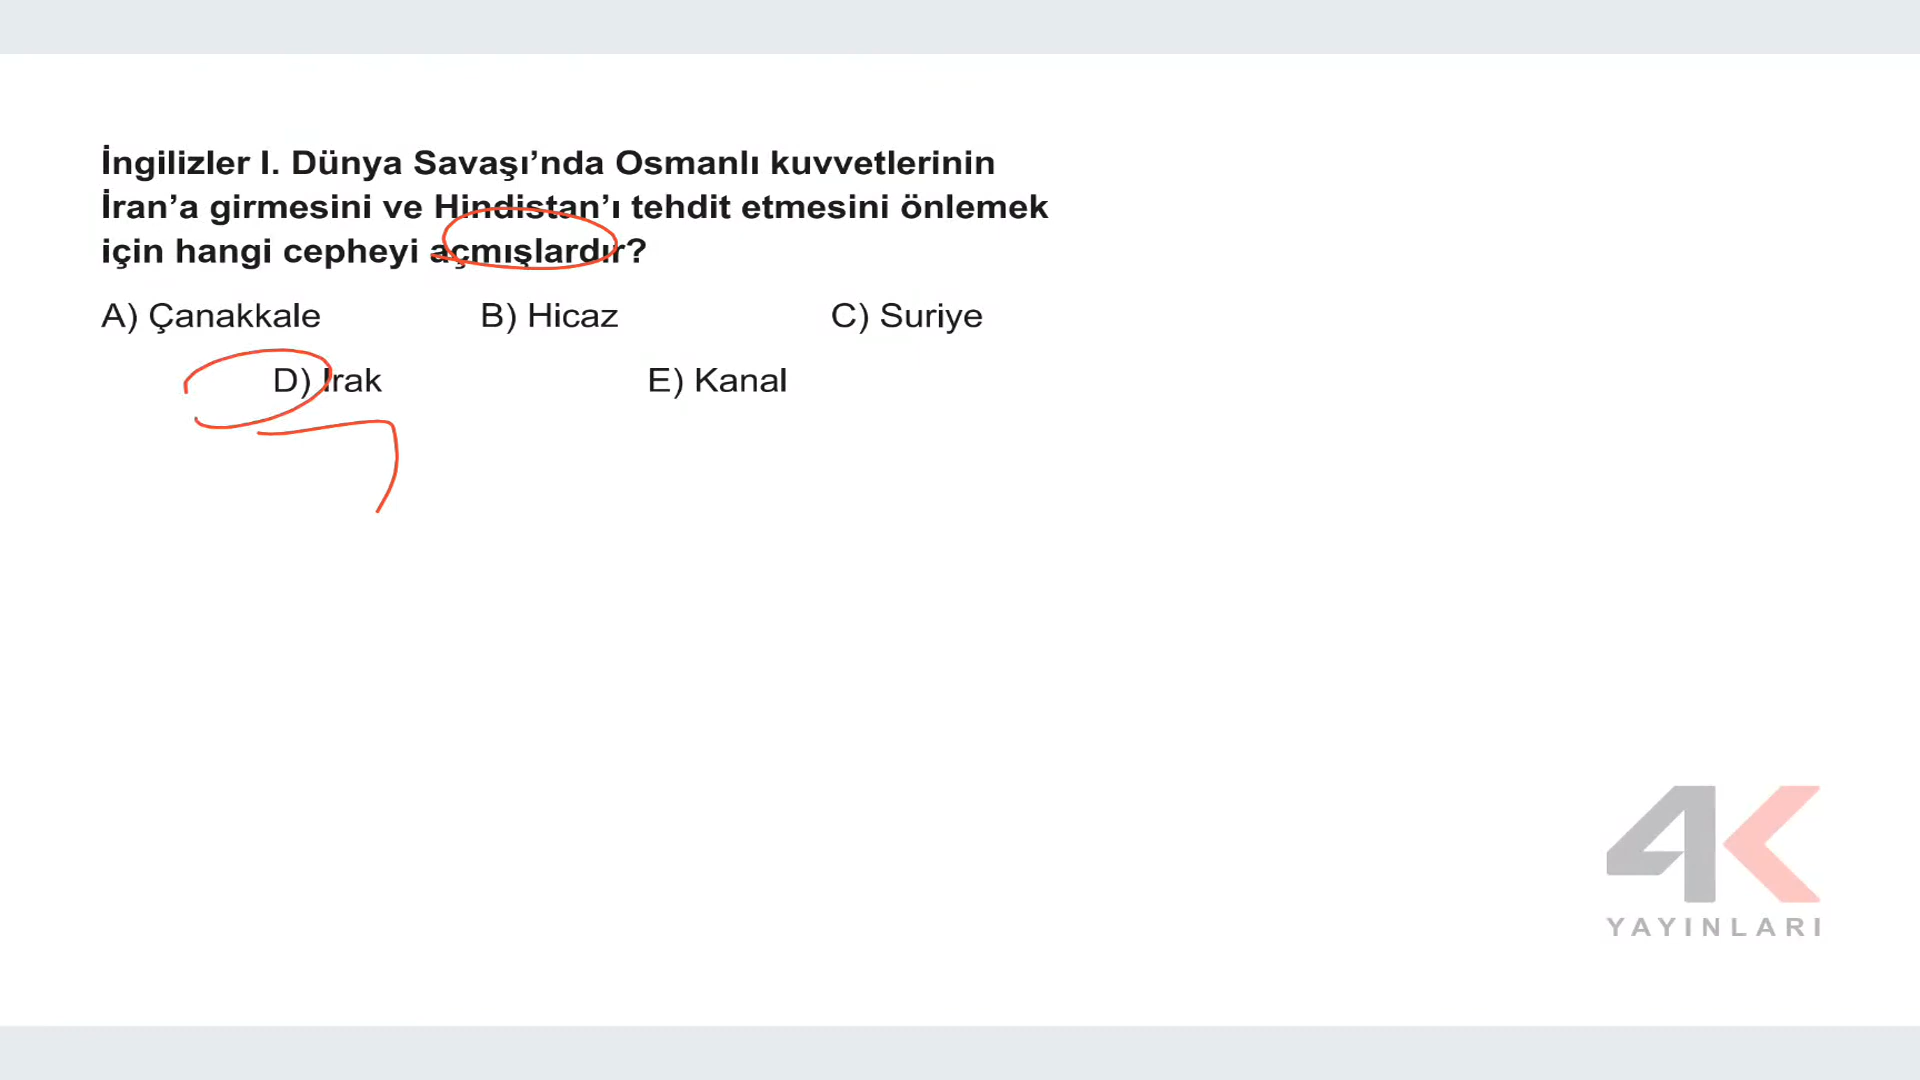 İngilizler I. Dünya Savaşı’nda Osmanlı kuvvetlerinin
İran’a girmesini ve Hindistan’ı tehdit etmesini önlemek
için hangi cepheyi açmışlardır?
A) Çanakkale B) Hicaz C) Suriye
D) Irak E) Kanal
4K
YAYINLARI